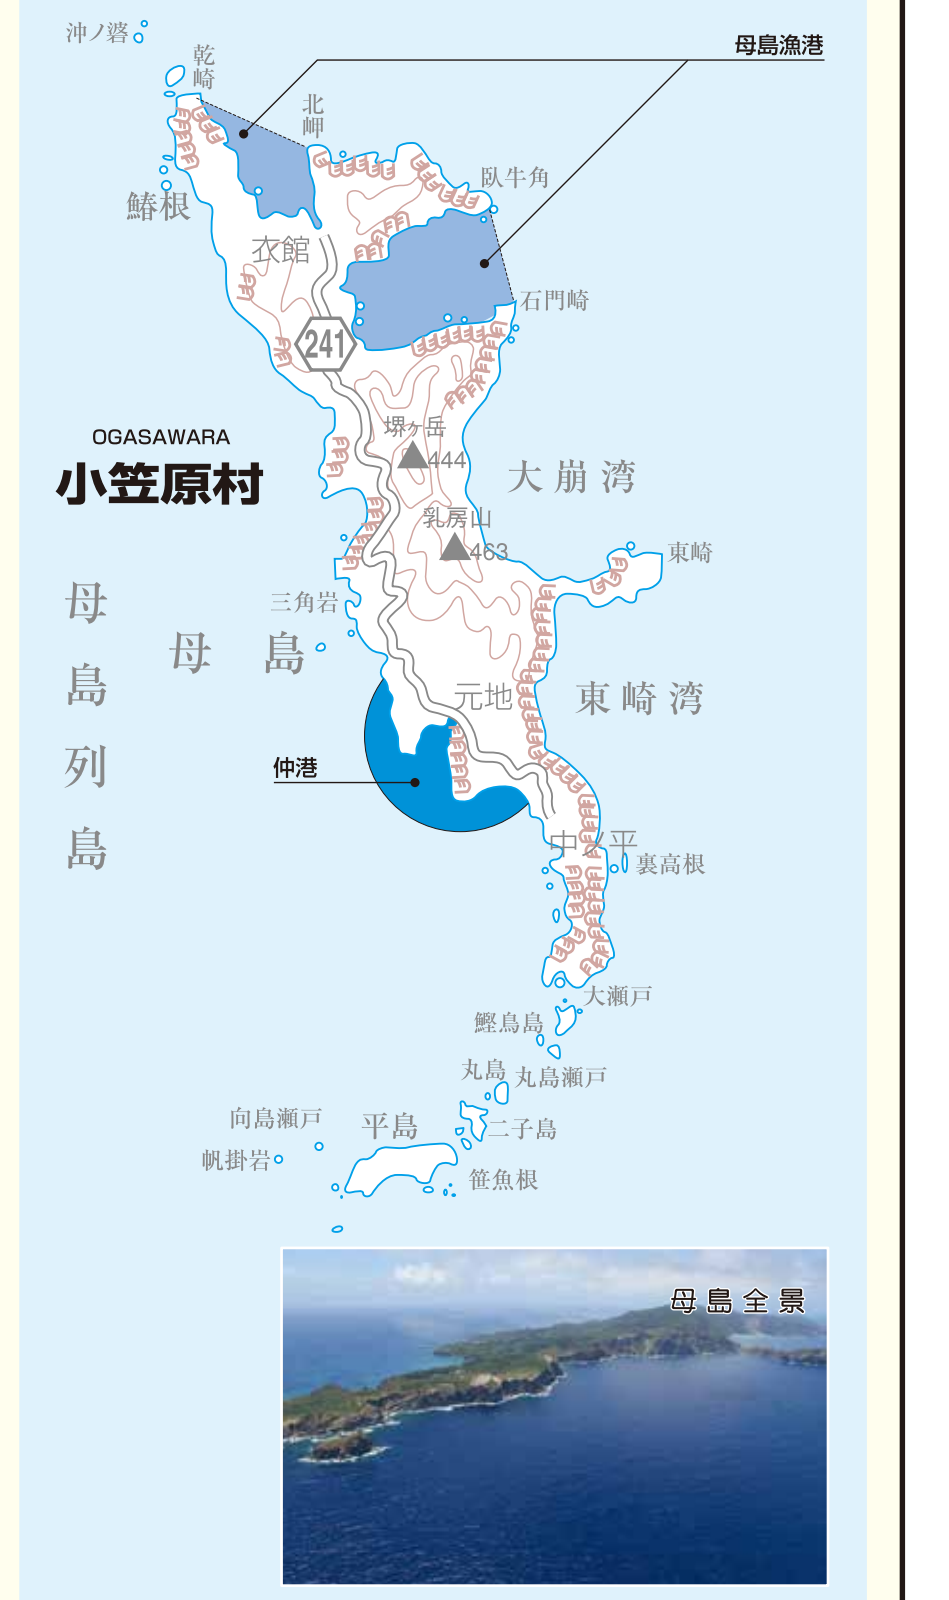 沖ノ碆
乾崎
母島漁港
北岬
臥牛角
鰆根
衣館
石門崎
241
堺ヶ岳
444
OGASAWARA
小笠原村
大崩湾
乳房山
463
東崎
三角岩
母島列島
母島
元地
東崎湾
仲港
中ノ平
裏高根
大瀬戸
鰹鳥島
丸島
丸島瀬戸
向島瀬戸
平島
二子島
帆掛岩
笹魚根
母島全景